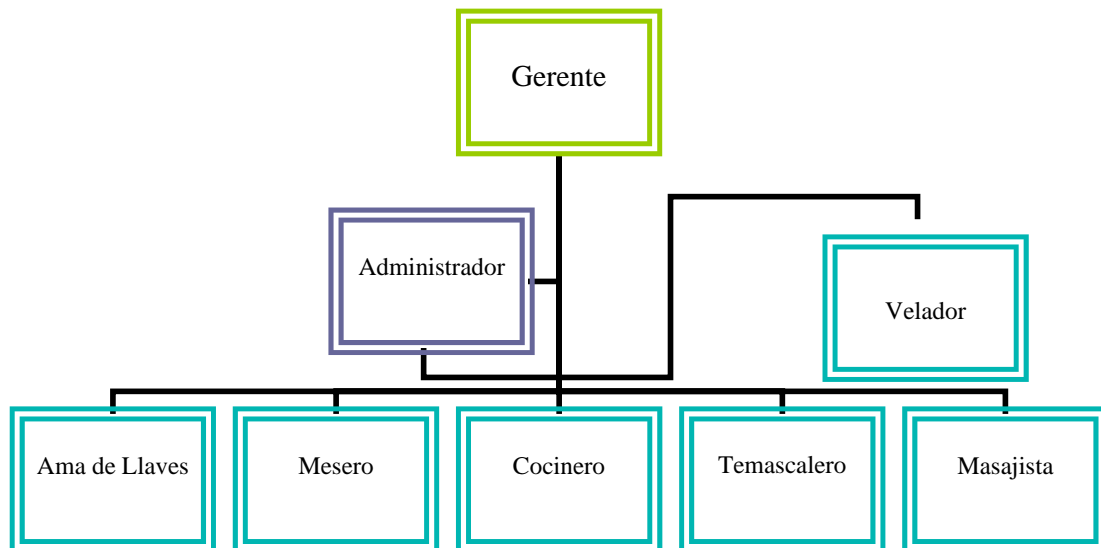 Gerente
Administrador
Velador
Ama de Llaves
Mesero
Cocinero
Temascalero
Masajista